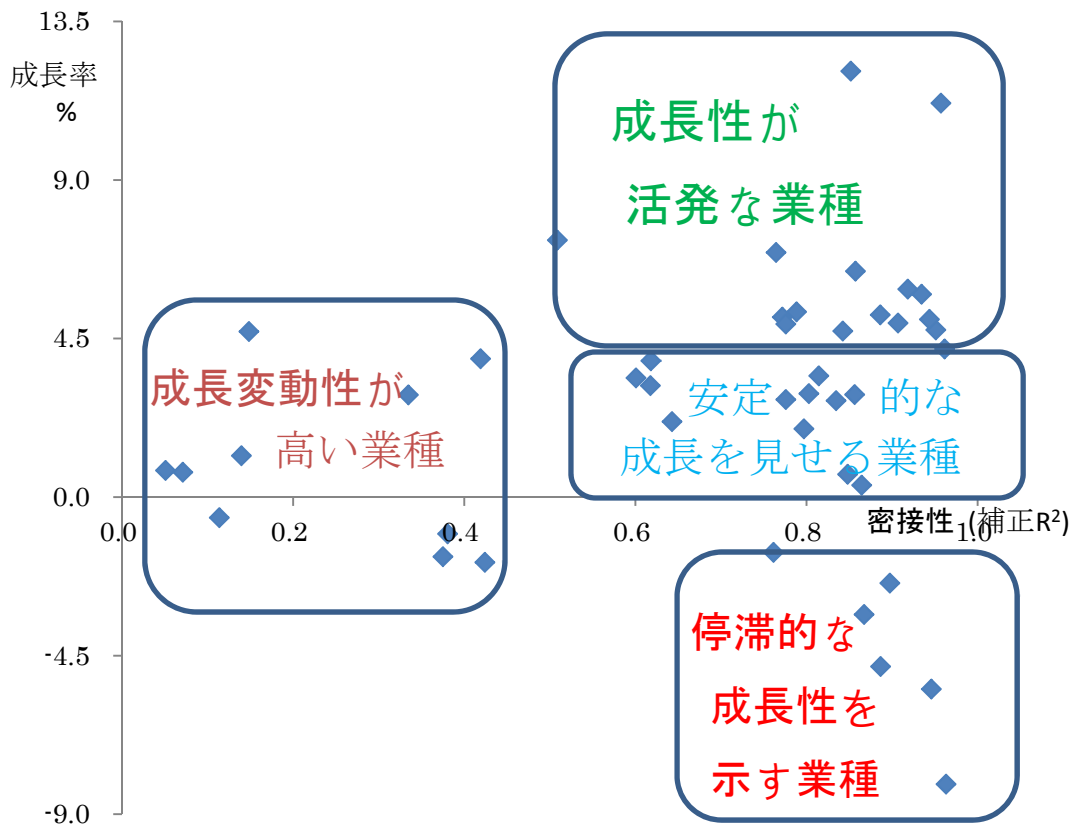 13.5
成長率
%
成長性が
9.0
活発な業種
4.5
成長変動性が
安定 的な
高い業種
成長を見せる業種
0.0
密接性 (補正R²)
0.0 0.2 0.4 0.6 0.8 1.0
停滞的な
-4.5
成長性を
示す業種
-9.0